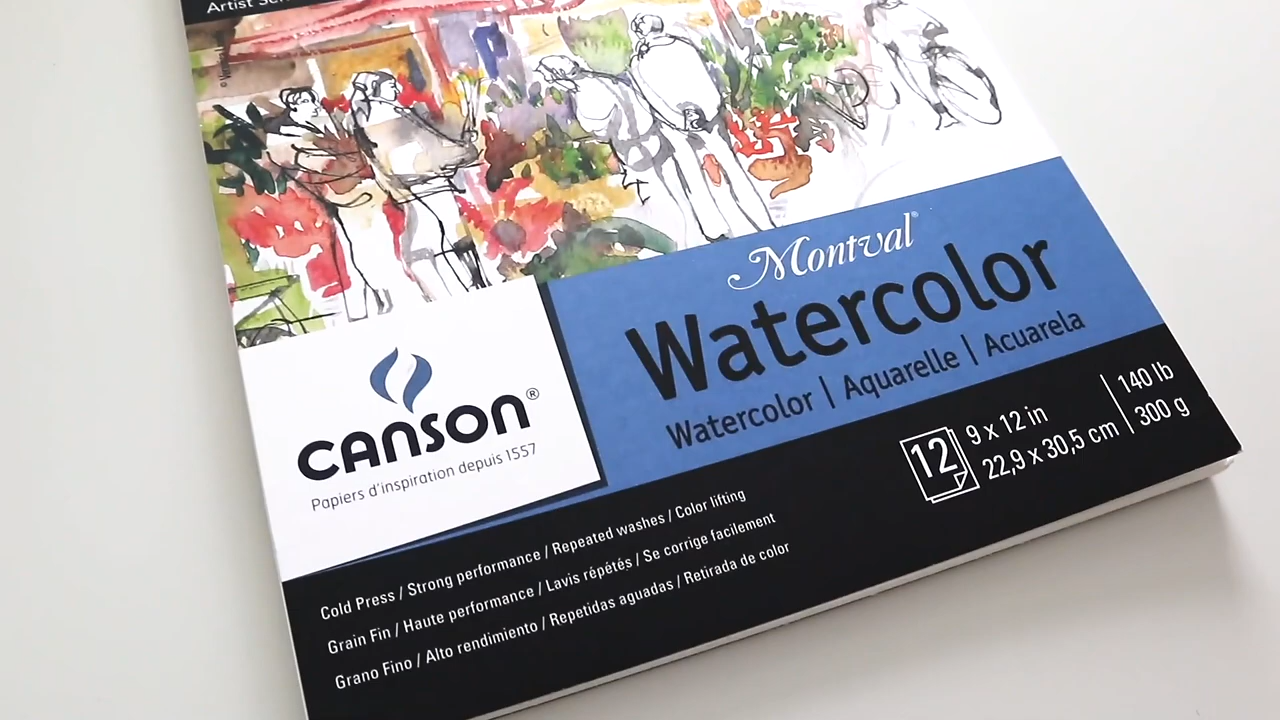 Artist
Montval®
Watercolor
Watercolor | Aquarelle | Acuarela
CANSON®
Papiers d'inspiration depuis 1557
12
9 x 12 in
22,9 x 30,5 cm
140 lb
300 g
Cold Press / Strong performance / Repeated washes / Color lifting
Grain Fin / Haute performance / Lavis répétés / Se corrige facilement
Grano Fino / Alto rendimiento / Repetidas aguadas / Retirada de color